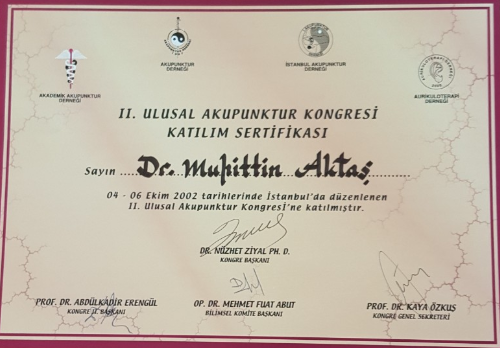 AKADEMİK AKUPUNKTUR
DERNEĞİ
AKUPUNKTUR
DERNEĞİ
İSTANBUL AKUPUNKTUR
DERNEĞİ
AURIKULOTERAPI
DERNEĞİ
II. ULUSAL AKUPUNKTUR KONGRESİ
KATILIM SERTİFİKASI
Sayın ....Dr. Muhittin Aktaş..........
04 - 06 Ekim 2002 tarihlerinde İstanbul'da düzenlenen
II. Ulusal Akupunktur Kongresi'ne katılmıştır.
DR. NÜZHET ZİYAL PH. D.
KONGRE BAŞKANI
PROF. DR. ABDÜLKADİR ERENGÜL
KONGRE II. BAŞKANI
OP. DR. MEHMET FUAT ABUT
BİLİMSEL KOMİTE BAŞKANI
PROF. DR. KAYA ÖZKUŞ
KONGRE GENEL SEKRETERİ